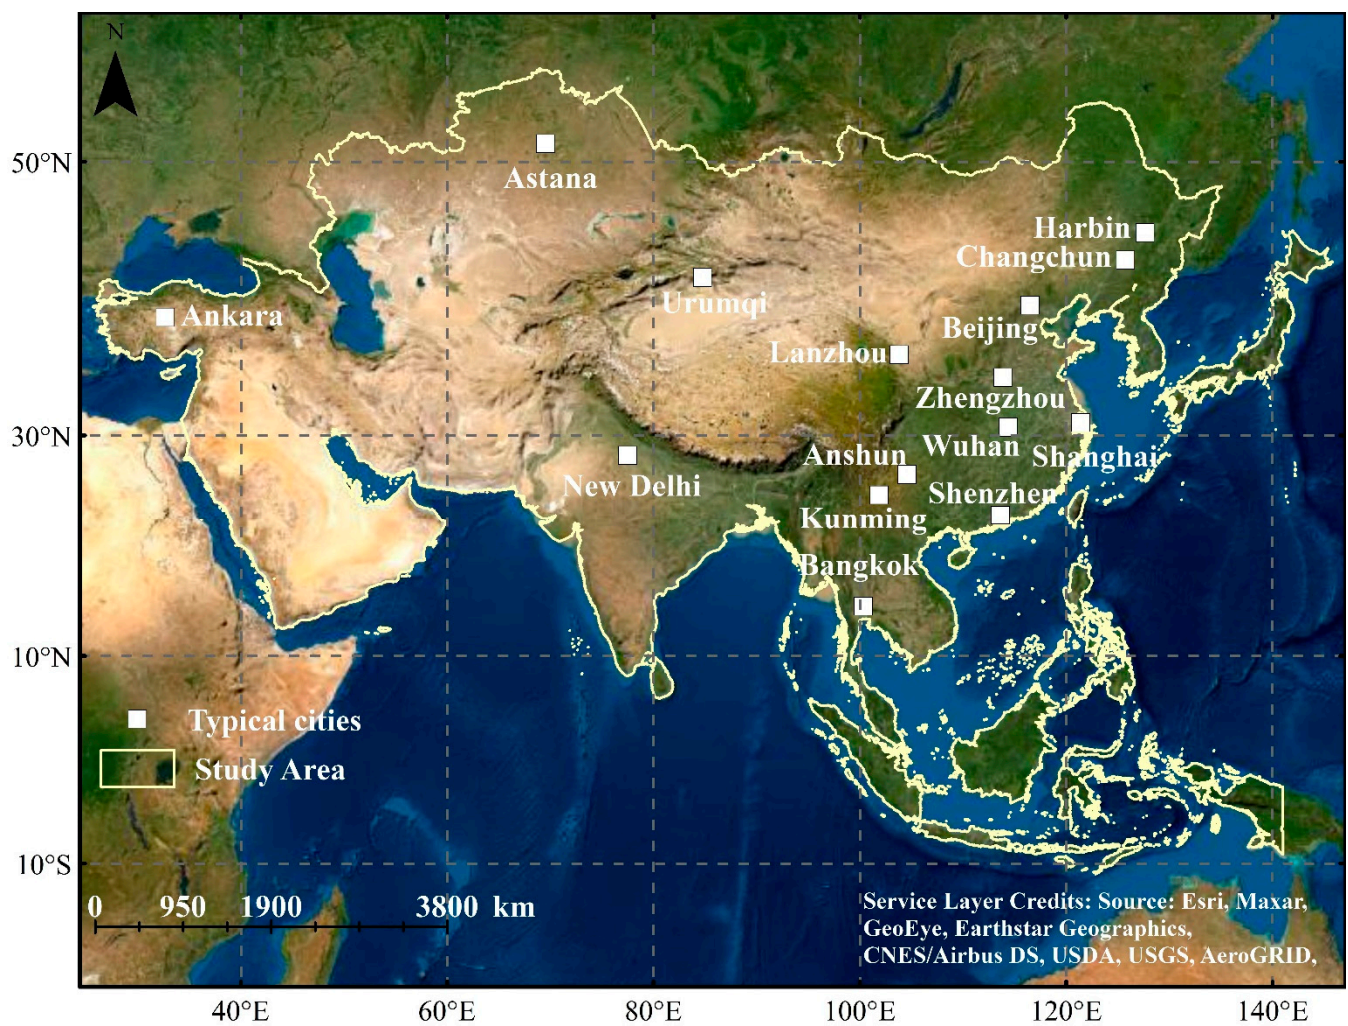 N
50°N
30°N
10°N
10°S
Astana
Harbin
Changchun
Urumqi
Ankara
Beijing
Lanzhou
Zhengzhou
Wuhan
Anshun
Shanghai
New Delhi
Shenzhen
Kunming
Bangkok
Typical cities
Study Area
0 950 1900 3800 km
Service Layer Credits: Source: Esri, Maxar,
GeoEye, Earthstar Geographics,
CNES/Airbus DS, USDA, USGS, AeroGRID,
40°E 60°E 80°E 100°E 120°E 140°E